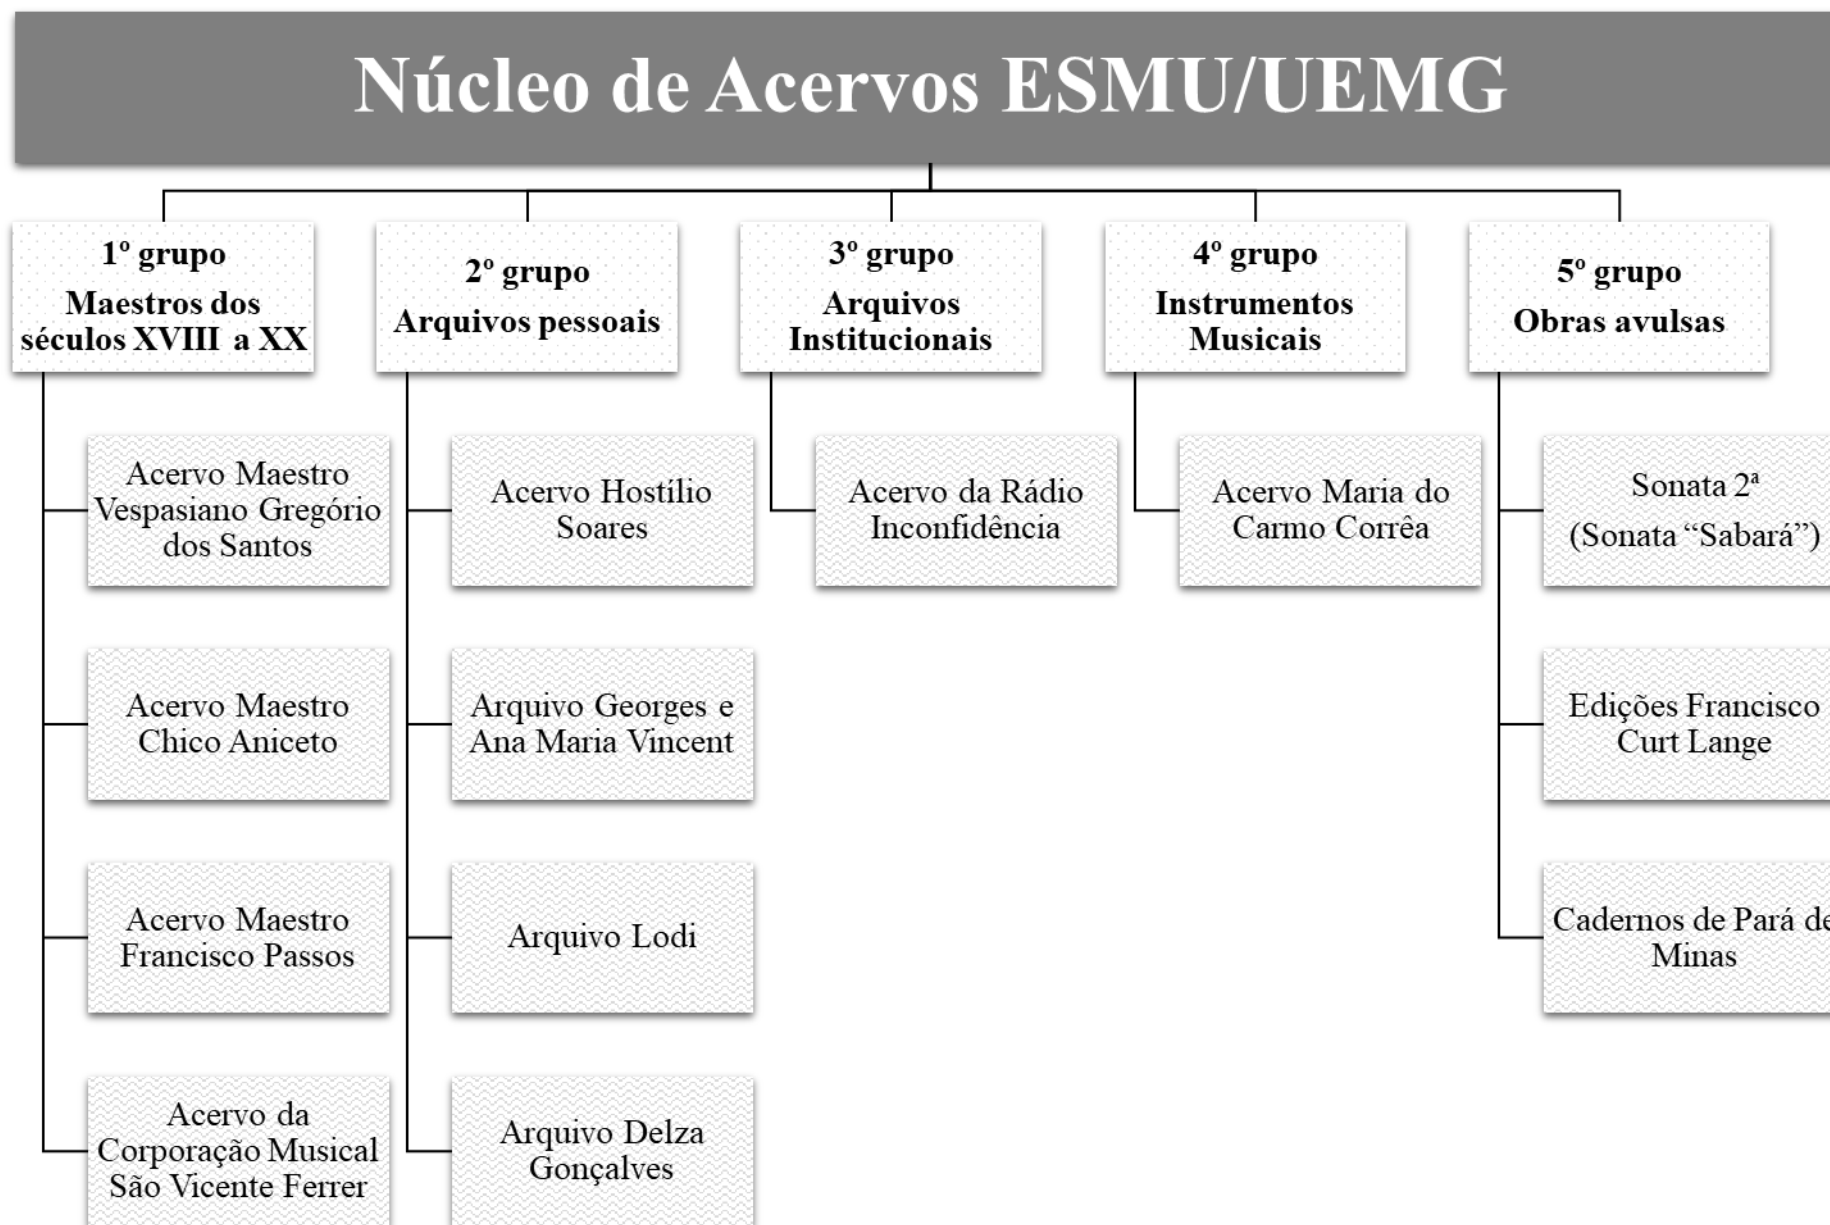 Núcleo de Acervos ESMU/UEMG
1º grupo
Maestros dos
séculos XVIII a XX
Acervo Maestro
Vespasiano Gregório
dos Santos
Acervo Maestro
Chico Aniceto
Acervo Maestro
Francisco Passos
Acervo da
Corporação Musical
São Vicente Ferrer
2º grupo
Arquivos pessoais
Acervo Hostílio
Soares
Arquivo Georges e
Ana Maria Vincent
Arquivo Lodi
Arquivo Delza
Gonçalves
3º grupo
Arquivos
Institucionais
Acervo da Rádio
Inconfidência
4º grupo
Instrumentos
Musicais
Acervo Maria do
Carmo Corrêa
5º grupo
Obras avulsas
Sonata 2ª
(Sonata “Sabará”)
Edições Francisco
Curt Lange
Cadernos de Pará de
Minas